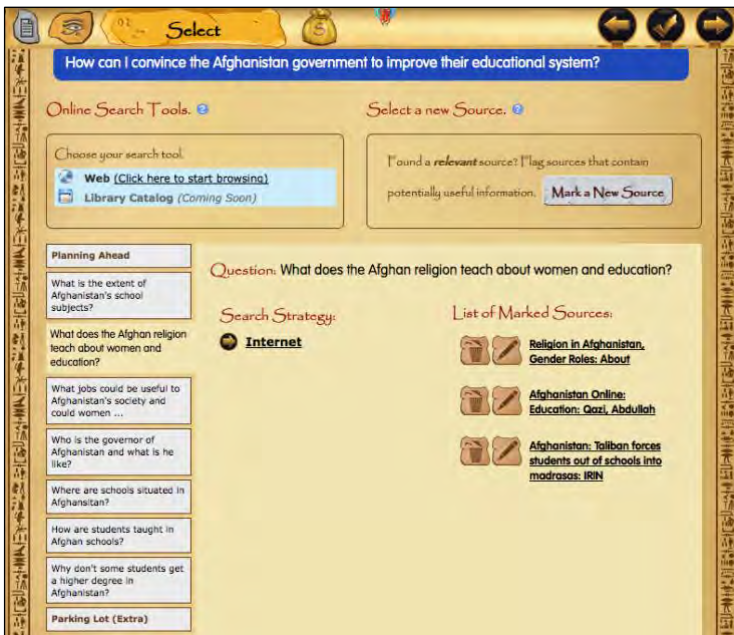 Select
How can I convince the Afghanistan government to improve their educational system?
Online Search Tools. ?
Choose your search tool.
Web (Click here to start browsing)
Library Catalog (Coming Soon)
Select a new Source. ?
Found a relevant source? Flag sources that contain
potentially useful information.
Mark a New Source
Planning Ahead
What is the extent of
Afghanistan's school
subjects?
What does the Afghan religion
teach about women and
education?
What jobs could be useful to
Afghanistan's society and
could women ...
Who is the governor of
Afghanistan and what is he
like?
Where are schools situated in
Afghansitan?
How are students taught in
Afghan schools?
Why don't some students get
a higher degree in
Afghanistan?
Parking Lot (Extra)
Question: What does the Afghan religion teach about women and education?
Search Strategy:
Internet
List of Marked Sources:
Religion in Afghanistan,
Gender Roles: About
Afghanistan Online:
Education: Qazi, Abdullah
Afghanistan: Taliban forces
students out of schools into
madrasas: IRIN